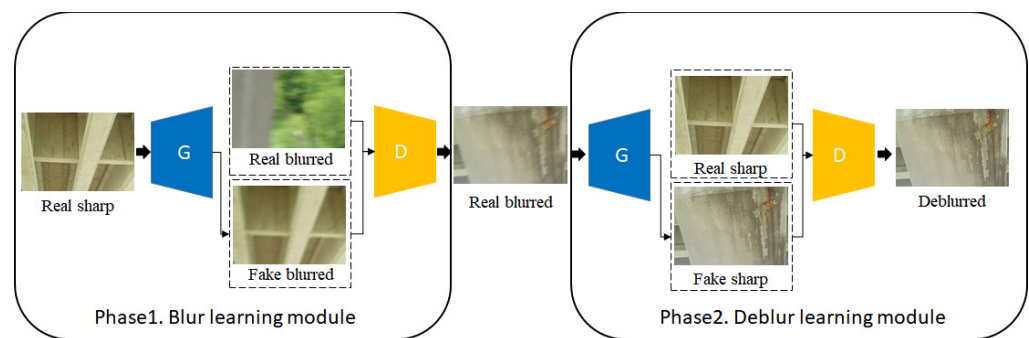 G
Real blurred
D
Real sharp
Fake blurred
Phase1. Blur learning module
Real blurred
G
Real sharp
D
Deblurred
Fake sharp
Phase2. Deblur learning module